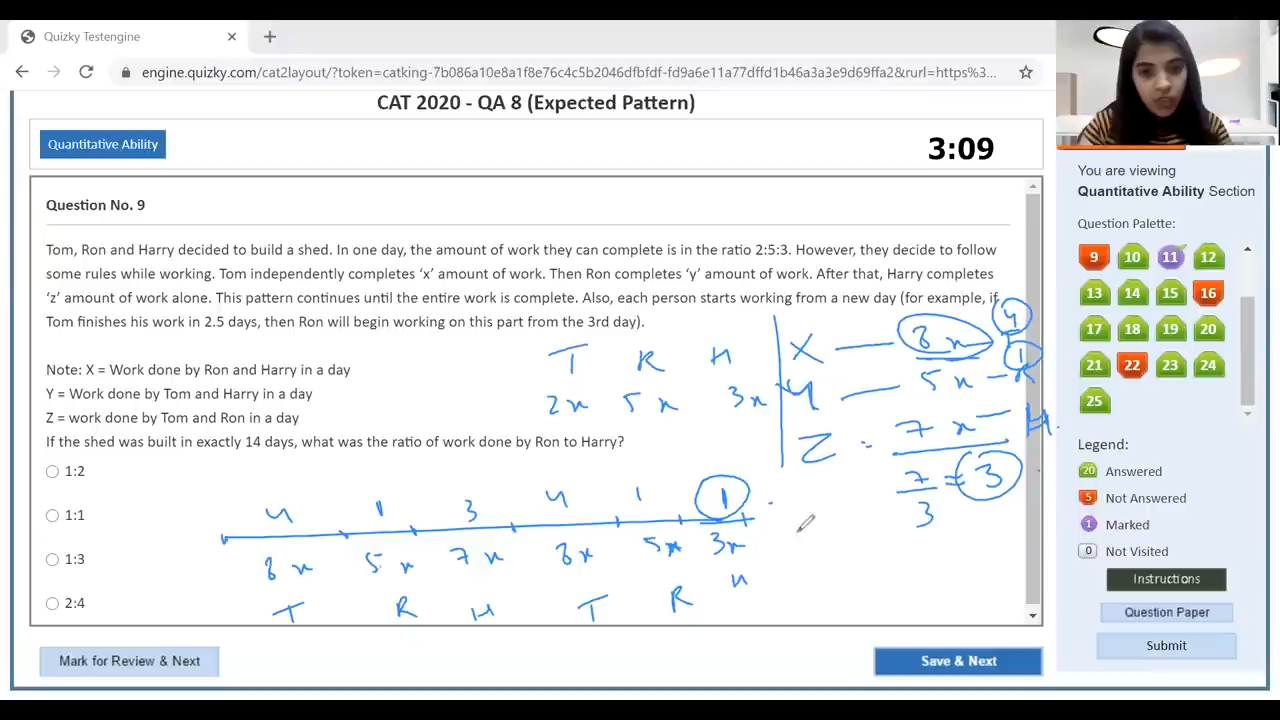 Quizky Testengine
engine.quizky.com/cat2layout/?token=catking-7b086a10e8a1f8e76c4c5b2046dfbfdf-fd9a6e11a77dffd1b46a3a3e9d69ffa2&rurl=https%3...
CAT 2020 - QA 8 (Expected Pattern)
Quantitative Ability
3:09
Question No. 9
Tom, Ron and Harry decided to build a shed. In one day, the amount of work they can complete is in the ratio 2:5:3. However, they decide to follow
some rules while working. Tom independently completes ‘x’ amount of work. Then Ron completes ‘y’ amount of work. After that, Harry completes
‘z’ amount of work alone. This pattern continues until the entire work is complete. Also, each person starts working from a new day (for example, if
Tom finishes his work in 2.5 days, then Ron will begin working on this part from the 3rd day).
Note: X = Work done by Ron and Harry in a day
Y = Work done by Tom and Harry in a day
Z = work done by Tom and Ron in a day
If the shed was built in exactly 14 days, what was the ratio of work done by Ron to Harry?
1:2
1:1
1:3
2:4
T R H
2x 5x 3x
X — 8x 4
Y — 5x – R 1
Z = 7x – H
7/3 = 3
4 1 3 4 1 1
8x 5x 7x 8x 5x 3x
T R H T R H
Mark for Review & Next
Save & Next
You are viewing
Quantitative Ability Section
Question Palette:
9 10 11 12
13 14 15 16
17 18 19 20
21 22 23 24
25
Legend:
20 Answered
5 Not Answered
1 Marked
0 Not Visited
Instructions
Question Paper
Submit